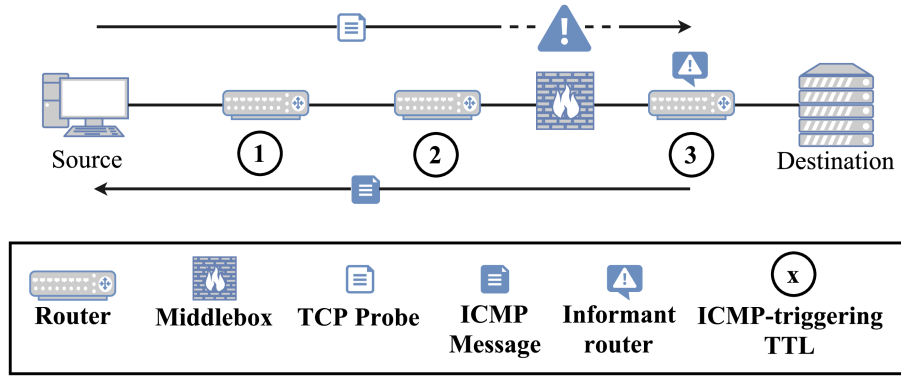 Source
1
2
3
Destination
Router
Middlebox
TCP Probe
ICMP
Message
Informant
router
x
ICMP-triggering
TTL